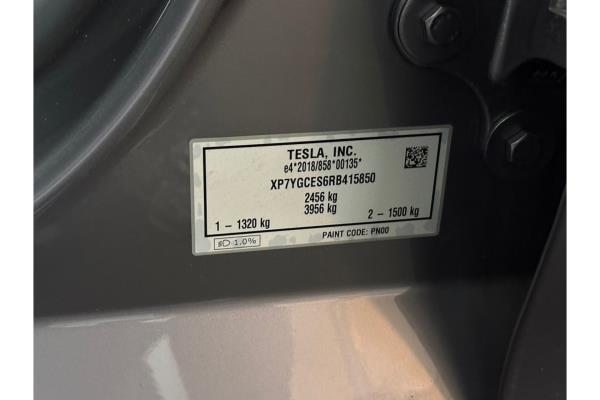 TESLA, INC.
e4*2018/858*00135*
XP7YGCES6RB415850
2456 kg
3956 kg
1 - 1320 kg 2 - 1500 kg
1.0% PAINT CODE: PN00